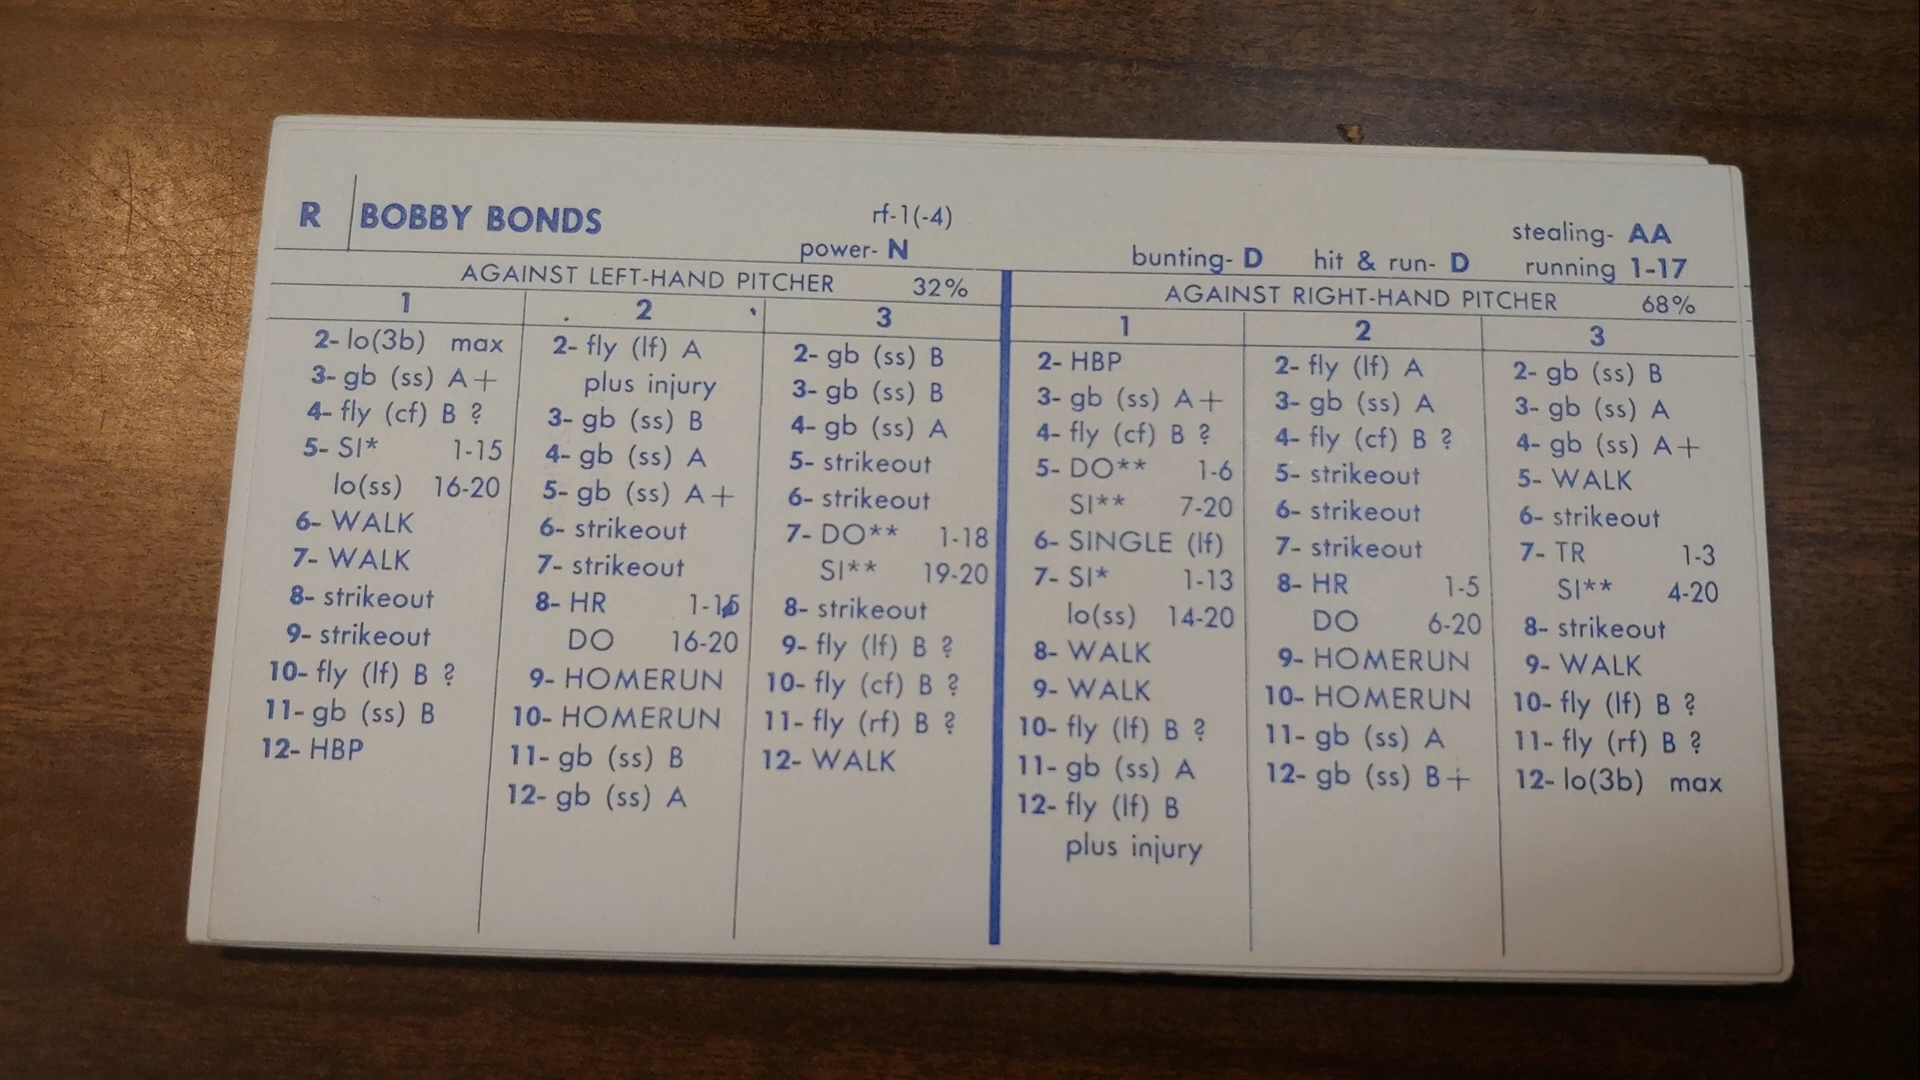 R BOBBY BONDS rf-1(-4) stealing- AA
power- N bunting- D hit & run- D running 1-17
AGAINST LEFT-HAND PITCHER 32%
1 2 3
2- lo(3b) max
3- gb (ss) A+
4- fly (cf) B ?
5- SI* 1-15
lo(ss) 16-20
6- WALK
7- WALK
8- strikeout
9- strikeout
10- fly (lf) B ?
11- gb (ss) B
12- HBP
2- fly (lf) A
plus injury
3- gb (ss) B
4- gb (ss) A
5- gb (ss) A+
6- strikeout
7- strikeout
8- HR 1-15
DO 16-20
9- HOMERUN
10- HOMERUN
11- gb (ss) B
12- gb (ss) A
2- gb (ss) B
3- gb (ss) B
4- gb (ss) A
5- strikeout
6- strikeout
7- DO** 1-18
SI** 19-20
8- strikeout
9- fly (lf) B ?
10- fly (cf) B ?
11- fly (rf) B ?
12- WALK
AGAINST RIGHT-HAND PITCHER 68%
1 2 3
2- HBP
3- gb (ss) A+
4- fly (cf) B ?
5- DO** 1-6
SI** 7-20
6- SINGLE (lf)
7- SI* 1-13
lo(ss) 14-20
8- WALK
9- WALK
10- fly (lf) B ?
11- gb (ss) A
12- fly (lf) B
plus injury
2- fly (lf) A
3- gb (ss) A
4- fly (cf) B ?
5- strikeout
6- strikeout
7- strikeout
8- HR 1-5
DO 6-20
9- HOMERUN
10- HOMERUN
11- gb (ss) A
12- gb (ss) B+
2- gb (ss) B
3- gb (ss) A
4- gb (ss) A+
5- WALK
6- strikeout
7- TR 1-3
SI** 4-20
8- strikeout
9- WALK
10- fly (lf) B ?
11- fly (rf) B ?
12- lo(3b) max